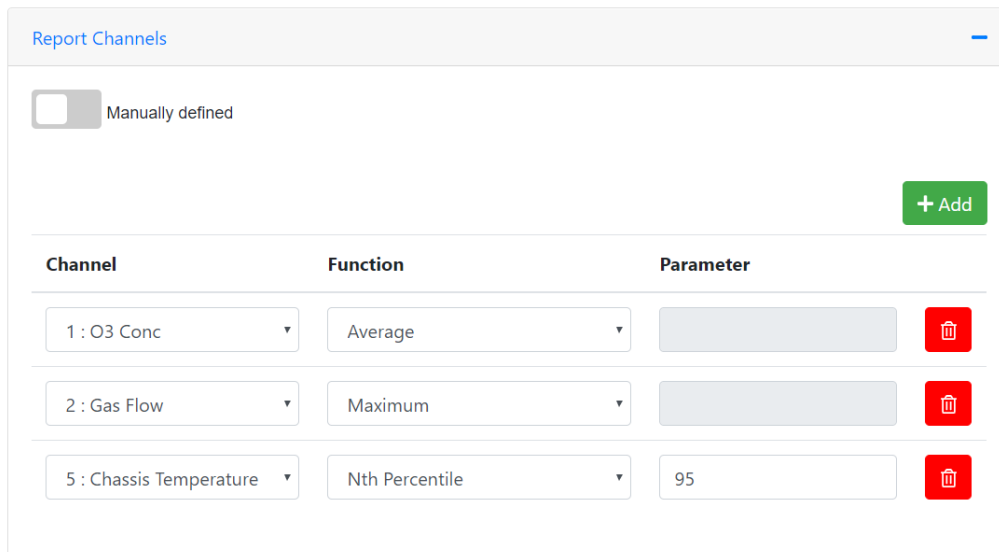 Report Channels
Manually defined
+ Add
Channel Function Parameter
1 : O3 Conc Average
2 : Gas Flow Maximum
5 : Chassis Temperature Nth Percentile 95